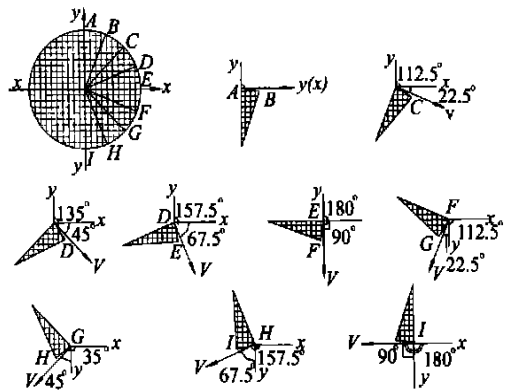 y
A
B
C
D
E
x
x
F
G
H
I
y
y
A
B
y(x)
y
112.5°
x
22.5°
C
v
y
135°
x
45°
D
V
y
D
157.5°
x
67.5°
E
V
y
E
180°
x
90°
F
V
F
x
G
y
112.5°
V
22.5°
G
x
H
y
35°
V
45°
H
x
I
V
y
157.5°
67.5°
I
x
V
90°
180°
y